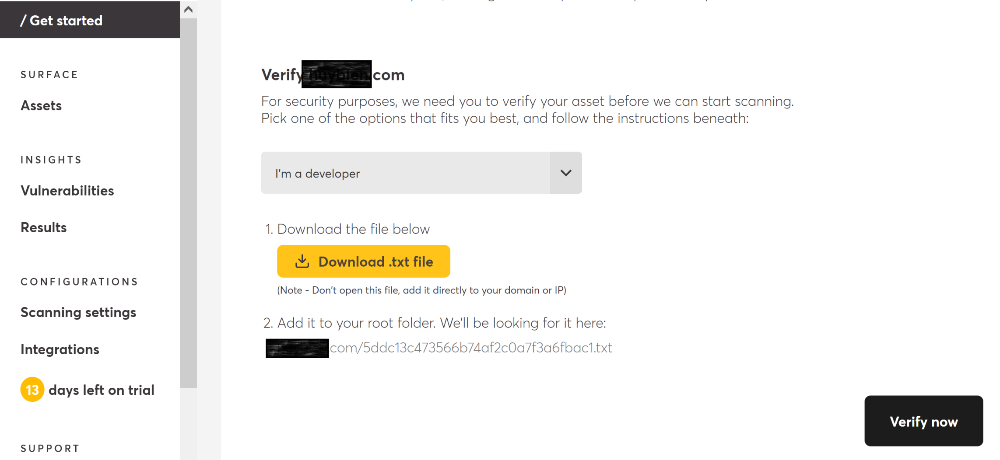 / Get started
SURFACE
Assets
INSIGHTS
Vulnerabilities
Results
CONFIGURATIONS
Scanning settings
Integrations
13 days left on trial
SUPPORT
Verify .com
For security purposes, we need you to verify your asset before we can start scanning.
Pick one of the options that fits you best, and follow the instructions beneath:
I'm a developer
1. Download the file below
Download .txt file
(Note - Don't open this file, add it directly to your domain or IP)
2. Add it to your root folder. We'll be looking for it here:
.com/5ddc13c473566b74af2c0a7f3a6fbac1.txt
Verify now